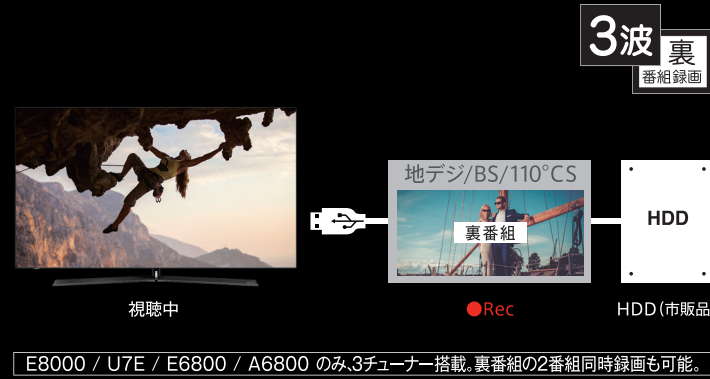 3波
裏
番組録画
地デジ/BS/110°CS
裏番組
HDD
視聴中
●Rec
HDD(市販品
E8000 / U7E / E6800 / A6800 のみ、3チューナー搭載。裏番組の2番組同時録画も可能。